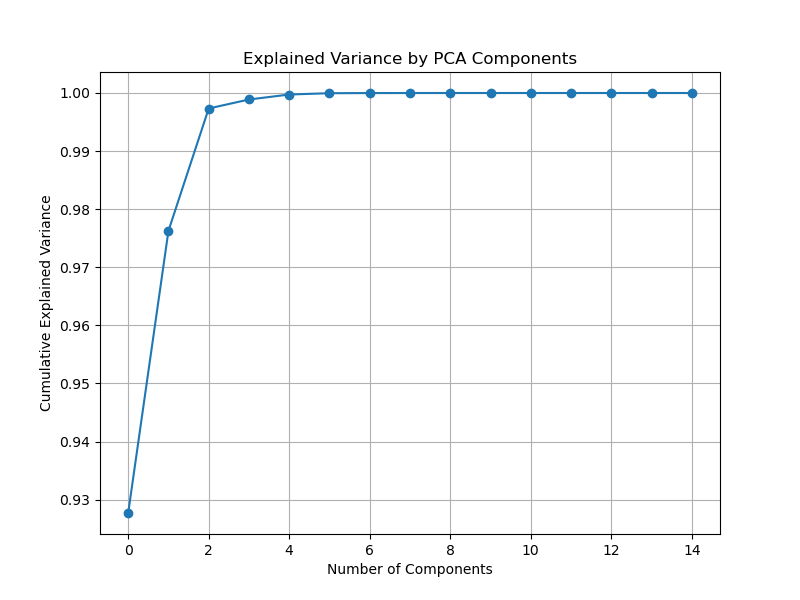 Explained Variance by PCA Components
Cumulative Explained Variance
1.00
0.99
0.98
0.97
0.96
0.95
0.94
0.93
0 2 4 6 8 10 12 14
Number of Components